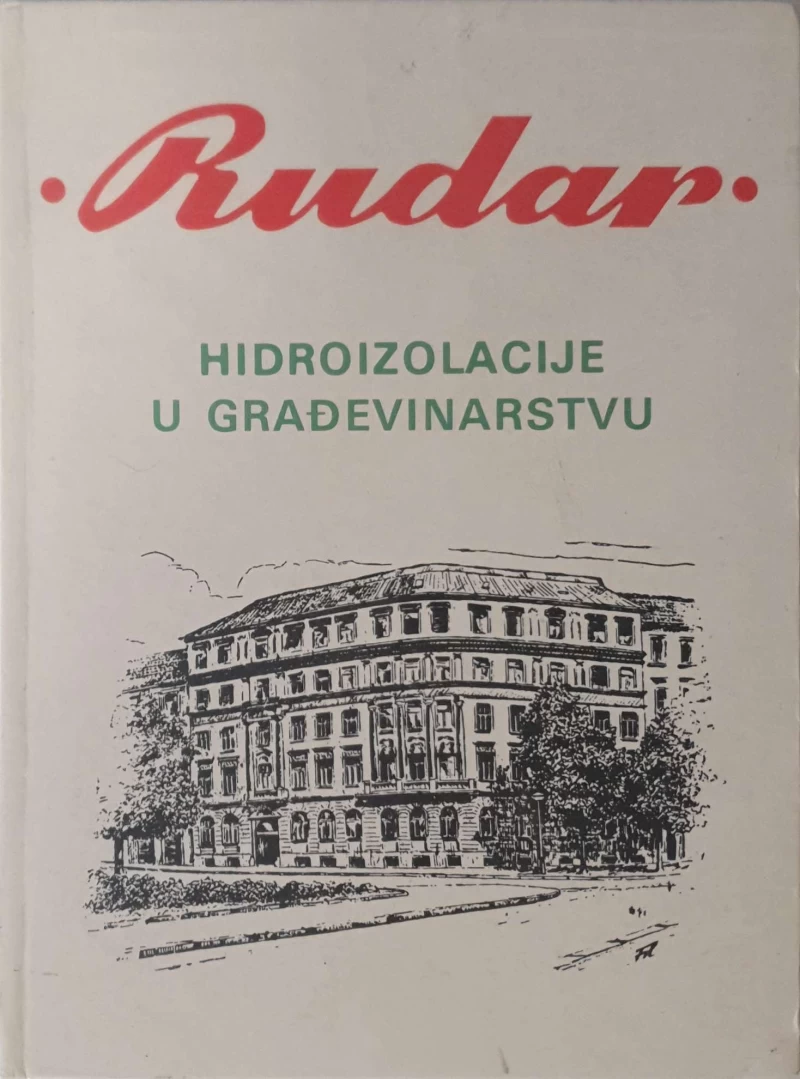 • Rudar •
HIDROIZOLACIJE
U GRAĐEVINARSTVU